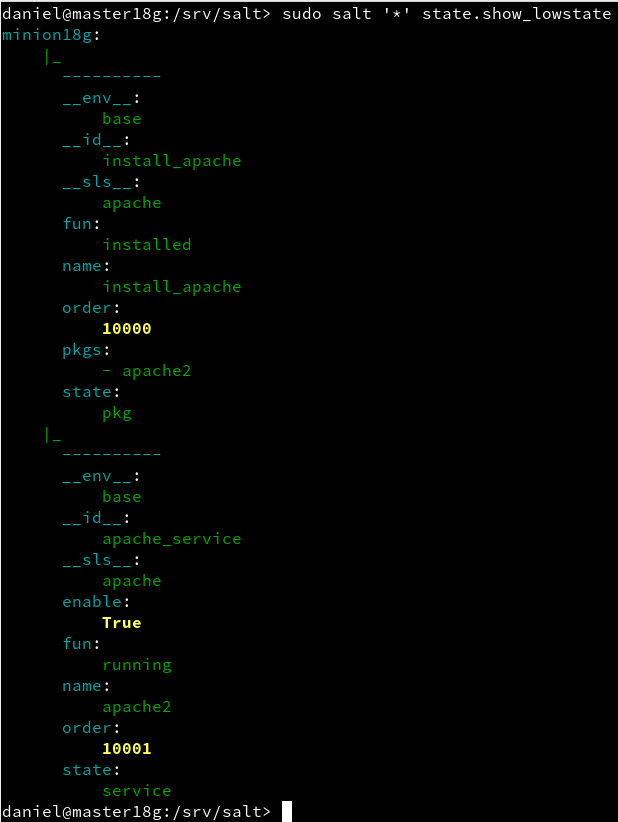 daniel@master18g:/srv/salt> sudo salt '*' state.show_lowstate
minion18g:
    |_
      ----------
      __env__:
          base
      __id__:
          install_apache
      __sls__:
          apache
      fun:
          installed
      name:
          install_apache
      order:
          10000
      pkgs:
          - apache2
      state:
          pkg
    |_
      ----------
      __env__:
          base
      __id__:
          apache_service
      __sls__:
          apache
      enable:
          True
      fun:
          running
      name:
          apache2
      order:
          10001
      state:
          service
daniel@master18g:/srv/salt>